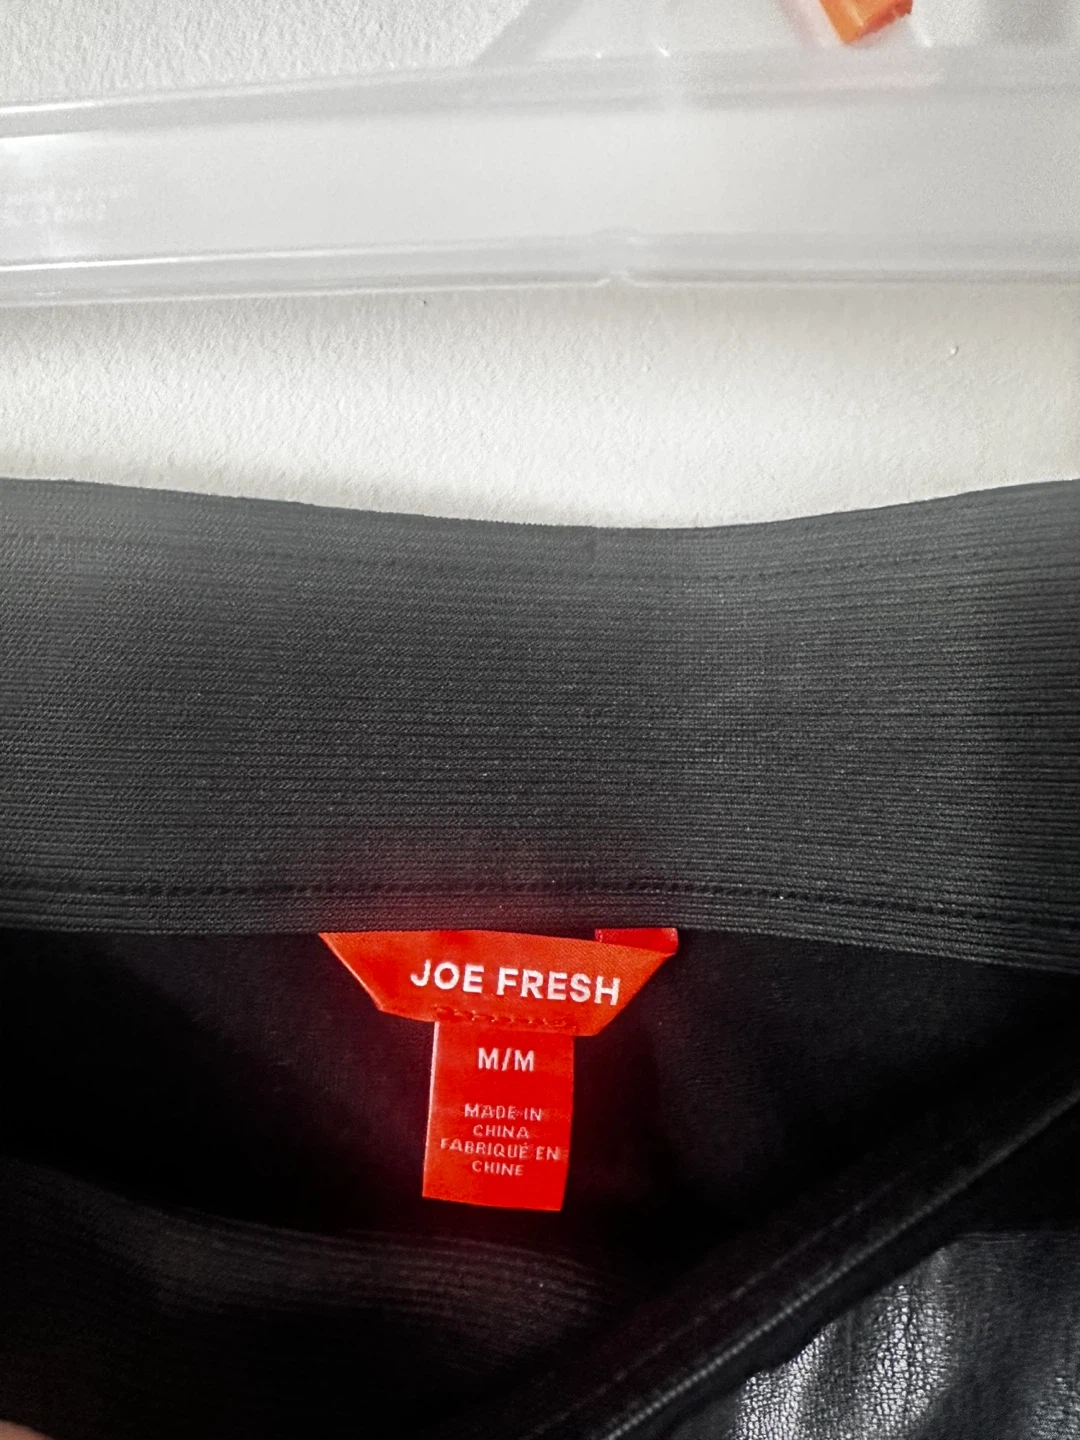 JOE FRESH
M/M
MADE IN
CHINA
FABRIQUÉ EN
CHINE